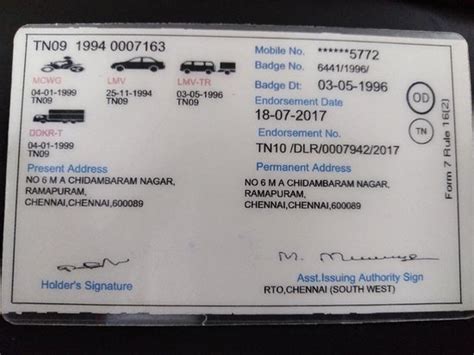 TN09 1994 0007163
Mobile No. ******5772
Badge No. 6441/1996/
MCWG LMV LMV-TR
Badge Dt: 03-05-1996
04-01-1999 25-11-1994 03-05-1996
TN09 TN09 TN09
OD
Endorsement Date
18-07-2017
DDKR-T
Endorsement No.
TN
04-01-1999
TN09
TN10 /DLR/0007942/2017
Form 7 Rule 16(2)
Present Address
NO 6 M A CHIDAMBARAM NAGAR,
RAMAPURAM,
CHENNAI,CHENNAI,600089
Permanent Address
NO 6 M A CHIDAMBARAM NAGAR,
RAMAPURAM,
CHENNAI,CHENNAI,600089
Holder's Signature
Asst.Issuing Authority Sign
RTO,CHENNAI (SOUTH WEST)